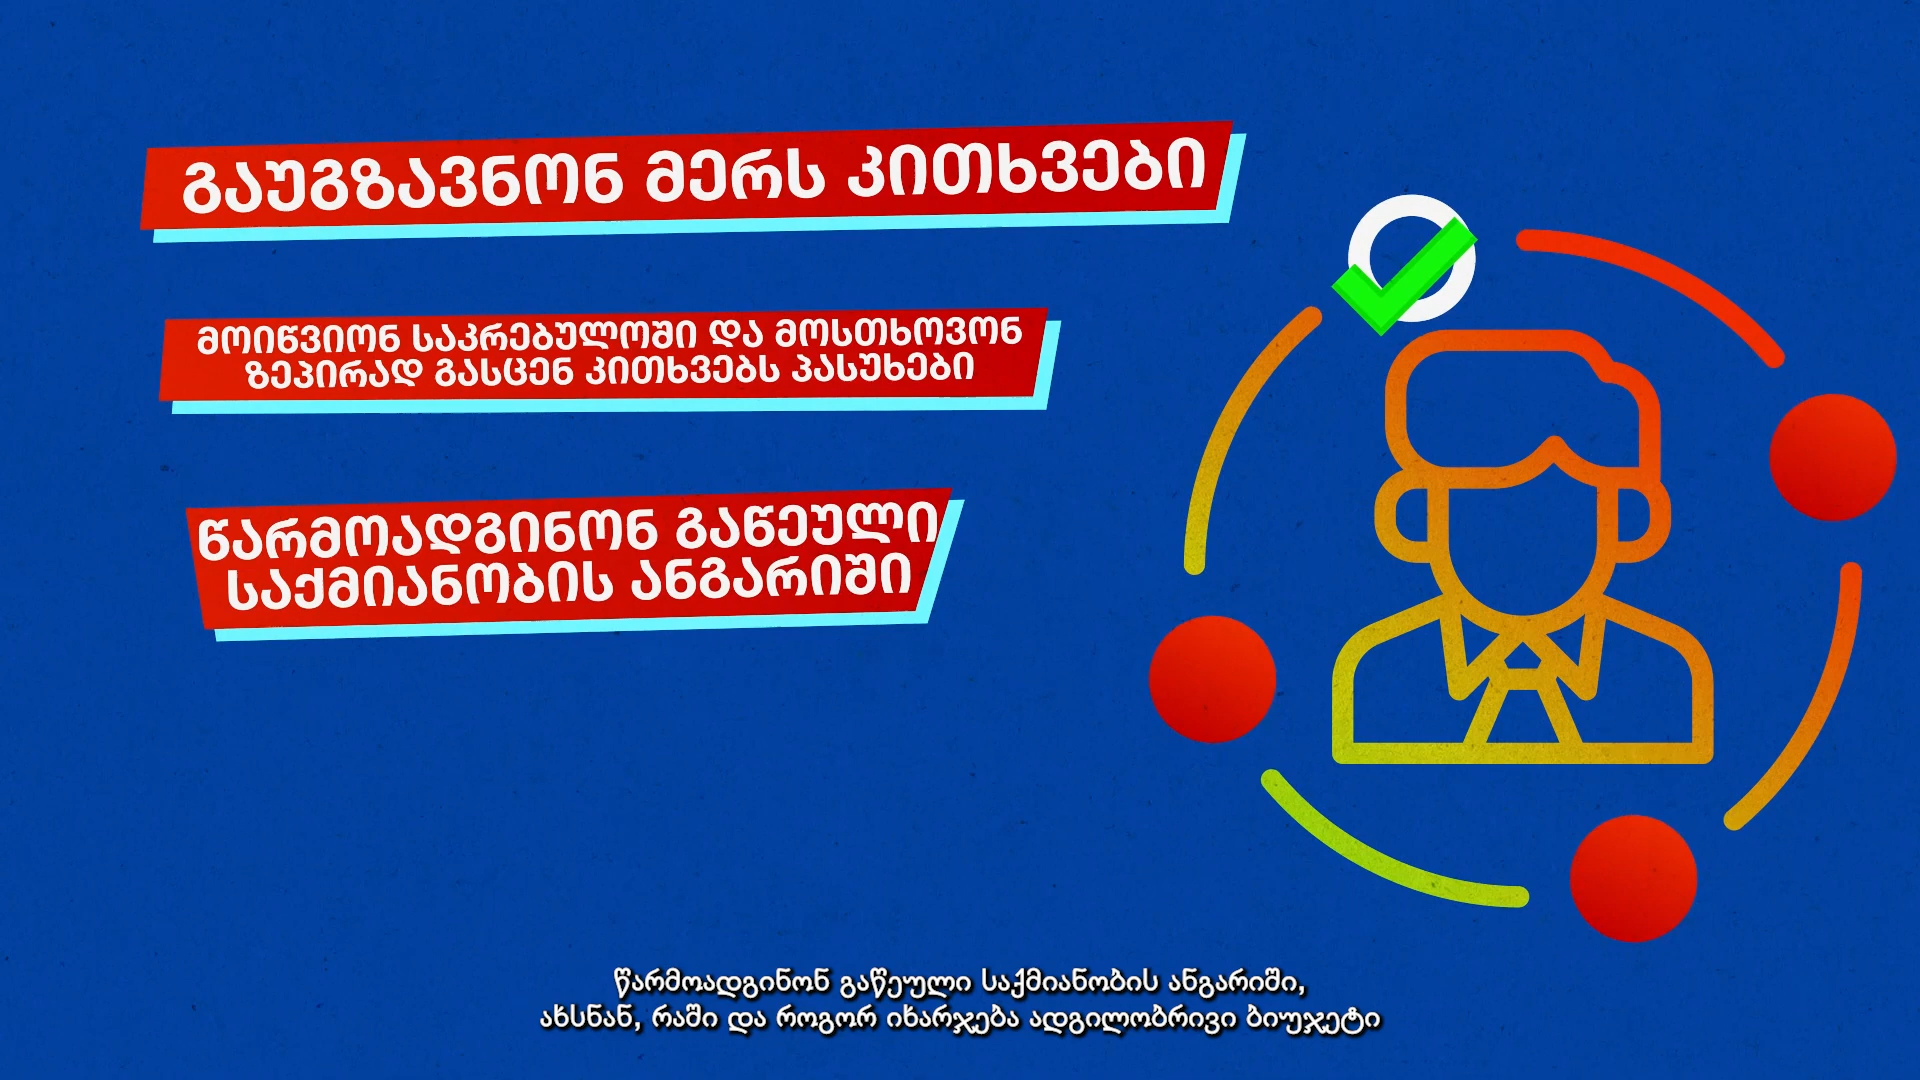 გაუგზავნონ მერს კითხვები
მოიწვიონ საკრებულოში და მოსთხოვონ
ზეპირად გასცენ კითხვებს პასუხები
წარმოადგინონ გაწეული
საქმიანობის ანგარიში
წარმოადგინონ გაწეული საქმიანობის ანგარიში,
ახსნან, რაში და როგორ იხარჯება ადგილობრივი ბიუჯეტი